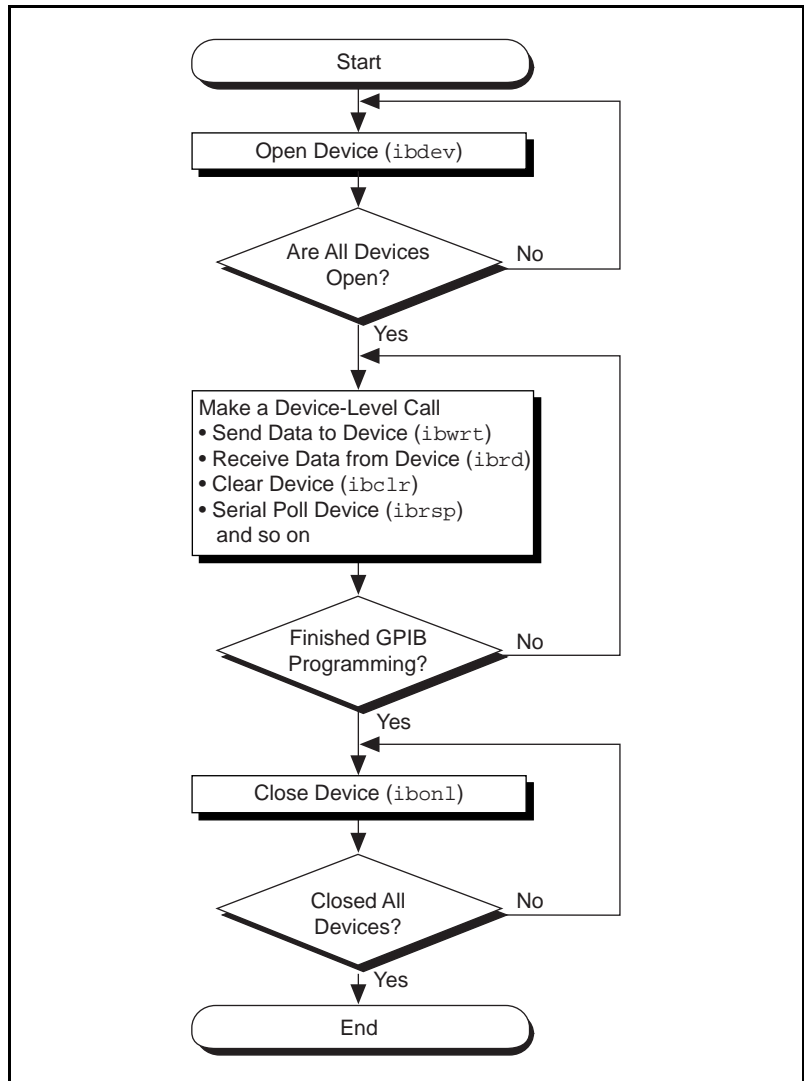 Start
Open Device (ibdev)
Are All Devices
Open?
No
Yes
Make a Device-Level Call
• Send Data to Device (ibwrt)
• Receive Data from Device (ibrd)
• Clear Device (ibclr)
• Serial Poll Device (ibrsp)
and so on
Finished GPIB
Programming?
No
Yes
Close Device (ibonl)
Closed All
Devices?
No
Yes
End